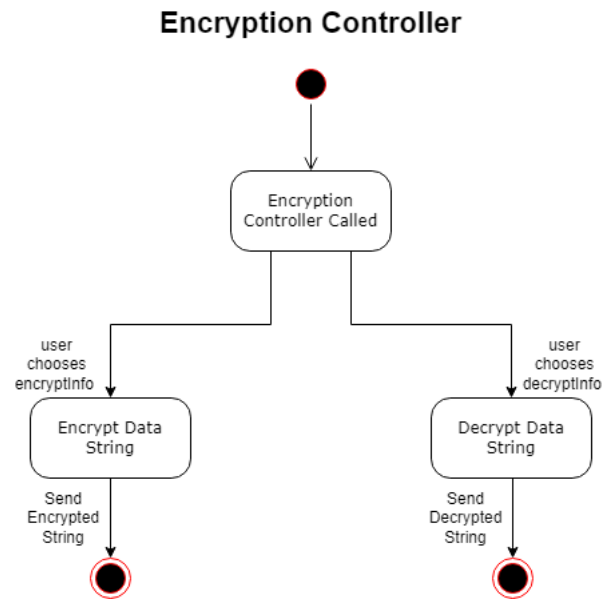 Encryption Controller
Encryption
Controller Called
user
chooses
encryptInfo
user
chooses
decryptInfo
Encrypt Data
String
Decrypt Data
String
Send
Encrypted
String
Send
Decrypted
String